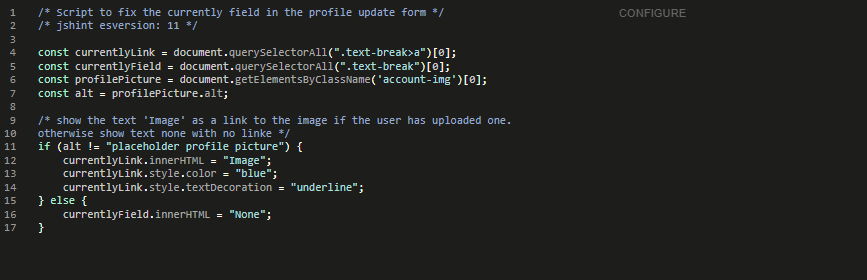 CONFIGURE
1 /* Script to fix the currently field in the profile update form */
2 /* jshint esversion: 11 */
3
4 const currentlyLink = document.querySelectorAll(".text-break>a")[0];
5 const currentlyField = document.querySelectorAll(".text-break")[0];
6 const profilePicture = document.getElementsByClassName('account-img')[0];
7 const alt = profilePicture.alt;
8
9 /* show the text 'Image' as a link to the image if the user has uploaded one.
10 otherwise show text none with no linke */
11 if (alt != "placeholder profile picture") {
12     currentlyLink.innerHTML = "Image";
13     currentlyLink.style.color = "blue";
14     currentlyLink.style.textDecoration = "underline";
15 } else {
16     currentlyField.innerHTML = "None";
17 }